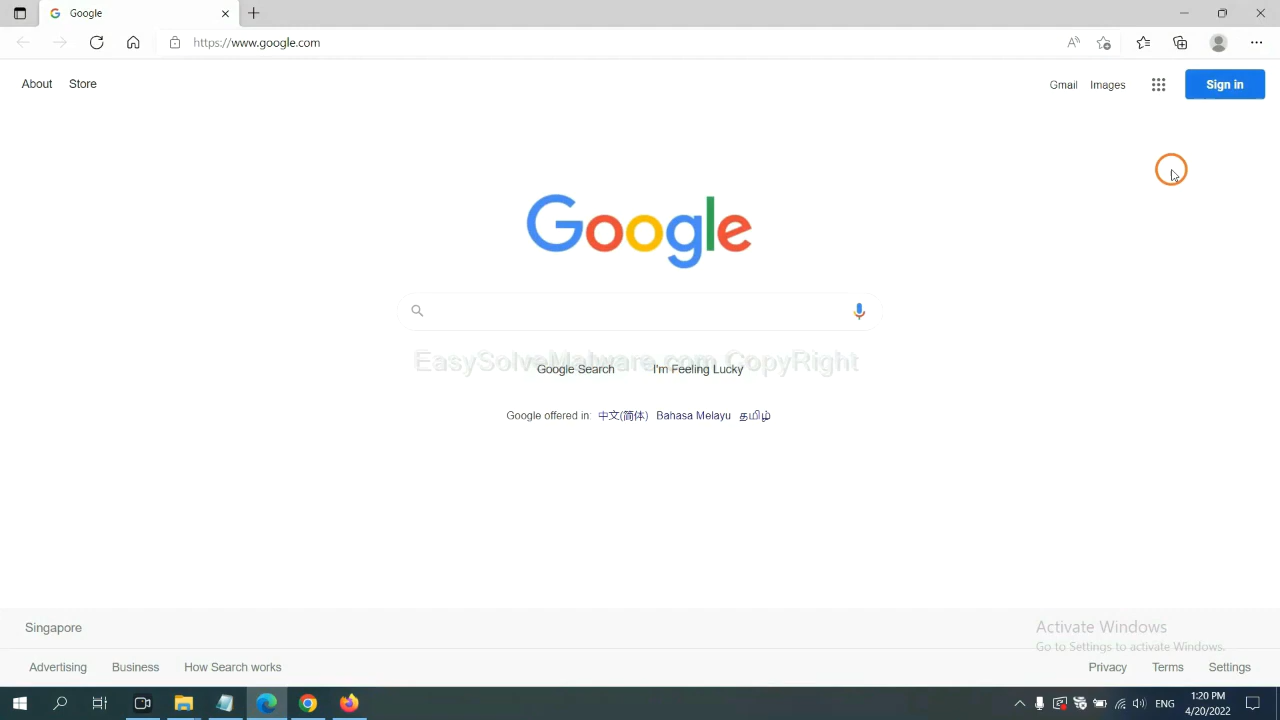 Google
https://www.google.com
About Store
Gmail Images Sign in
Google
EasySolveMalware.com CopyRight
Google Search I'm Feeling Lucky
Google offered in: 中文(简体) Bahasa Melayu தமிழ்
Singapore
Activate Windows
Go to Settings to activate Windows.
Advertising Business How Search works
Privacy Terms Settings
ENG
1:20 PM
4/20/2022